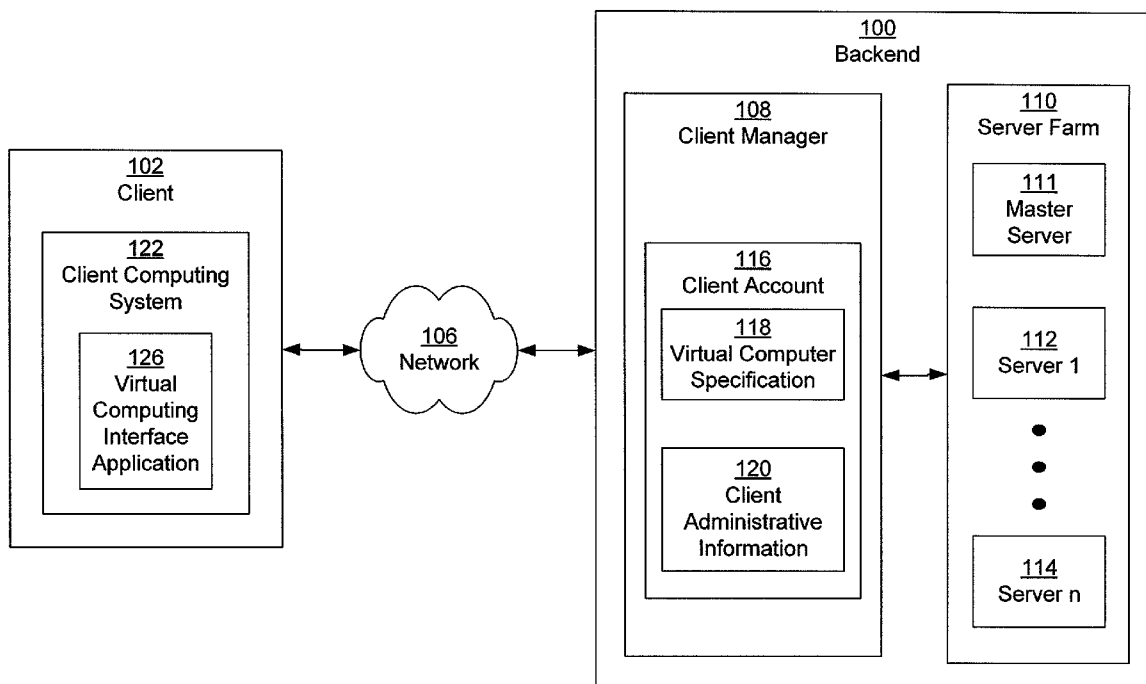 100
Backend
102
Client
122
Client Computing
System
126
Virtual
Computing
Interface
Application
106
Network
108
Client Manager
116
Client Account
118
Virtual Computer
Specification
120
Client
Administrative
Information
110
Server Farm
111
Master
Server
112
Server 1
114
Server n